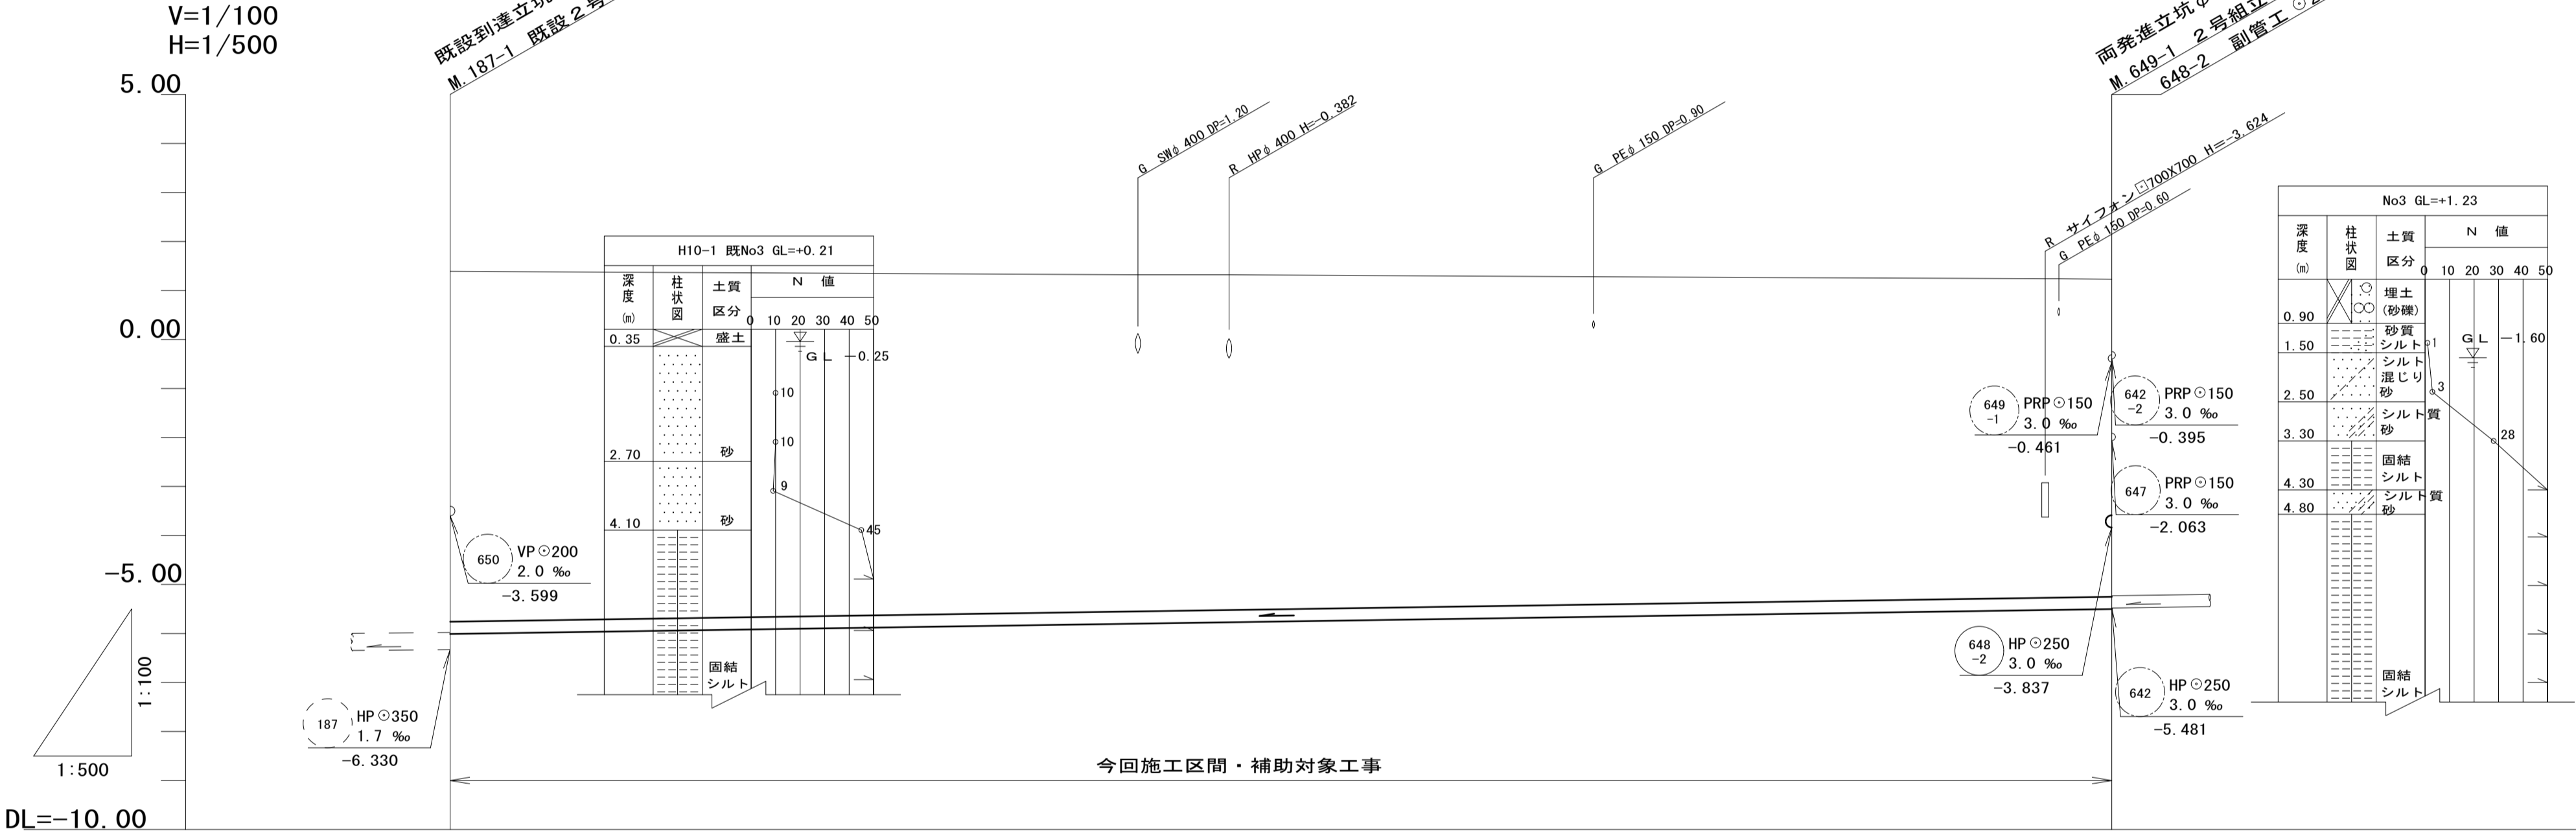 V=1/100
H=1/500
5.00
0.00
-5.00
DL=-10.00
1:100
1:500
既設到達立坑
M.187-1 既設2号
両発進立坑φ
M.649-1 2号組立
648-2 副管工
G SWφ400 DP=1.20
R HPφ400 H=-0.382
G PEφ150 DP=0.90
R サイフォン⊡700X700 H=-3.624
G PEφ150 DP=0.60
H10-1 既No3 GL=+0.21
深度(m)
柱状図
土質区分
N 値
0 10 20 30 40 50
0.35 盛土
GL -0.25
10
10
2.70 砂
9
4.10 砂
45
固結
シルト
No3 GL=+1.23
深度(m)
柱状図
土質区分
N 値
0 10 20 30 40 50
埋土
0.90 (砂礫)
砂質
1.50 シルト
1
GL -1.60
シルト
混じり
2.50 砂
3
シルト質
3.30 砂
28
固結
4.30 シルト
シルト質
4.80 砂
固結
シルト
650 VP⊙200
2.0 ‰
-3.599
187 HP⊙350
1.7 ‰
-6.330
649-1 PRP⊙150
3.0 ‰
-0.461
642-2 PRP⊙150
3.0 ‰
-0.395
647 PRP⊙150
3.0 ‰
-2.063
648-2 HP⊙250
3.0 ‰
-3.837
642 HP⊙250
3.0 ‰
-5.481
今回施工区間・補助対象工事